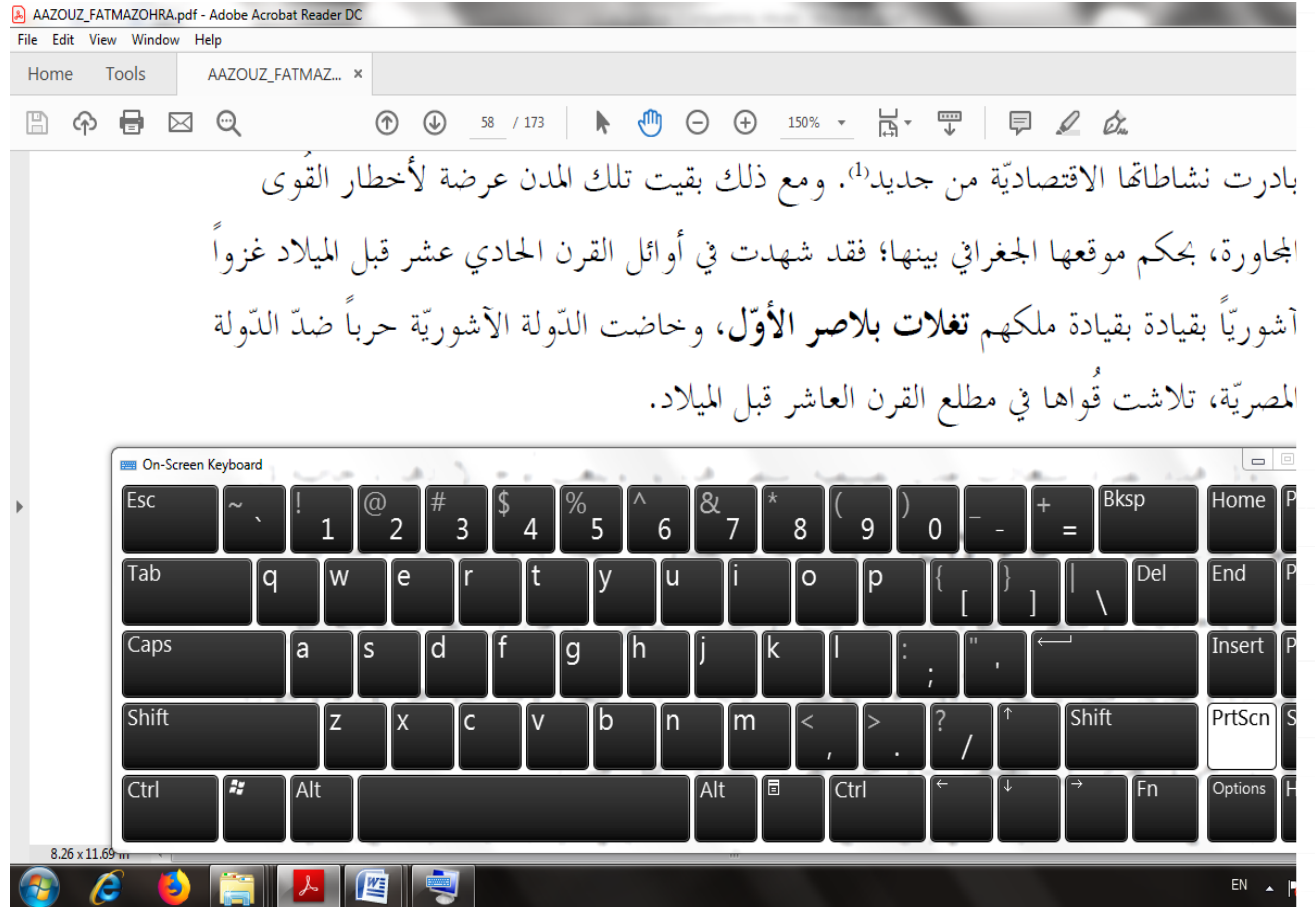 AAZOUZ_FATMAZOHRA.pdf - Adobe Acrobat Reader DC
File Edit View Window Help
Home Tools AAZOUZ_FATMAZ... ×
58 / 173 150%
بادرت نشاطاتها الاقتصاديّة من جديد(1). ومع ذلك بقيت تلك المدن عرضة لأخطار القُوى
المجاورة، بحكم موقعها الجغرافي بينها؛ فقد شهدت في أوائل القرن الحادي عشر قبل الميلاد غزواً
آشوريّاً بقيادة بقيادة ملكهم تغلات بلاصر الأوّل، وخاضت الدّولة الآشوريّة حرباً ضدّ الدّولة
المصريّة، تلاشت قُواها في مطلع القرن العاشر قبل الميلاد.
On-Screen Keyboard
Esc ~ ` ! 1 @ 2 # 3 $ 4 % 5 ^ 6 & 7 * 8 ( 9 ) 0 _ - + = Bksp Home P
Tab q w e r t y u i o p { [ } ] | \ Del End P
Caps a s d f g h j k l : ; " ' Insert P
Shift z x c v b n m < , > . ? / ↑ Shift PrtScn S
Ctrl Alt Alt Ctrl ← ↓ → Fn Options H
8.26 x 11.69 in
EN